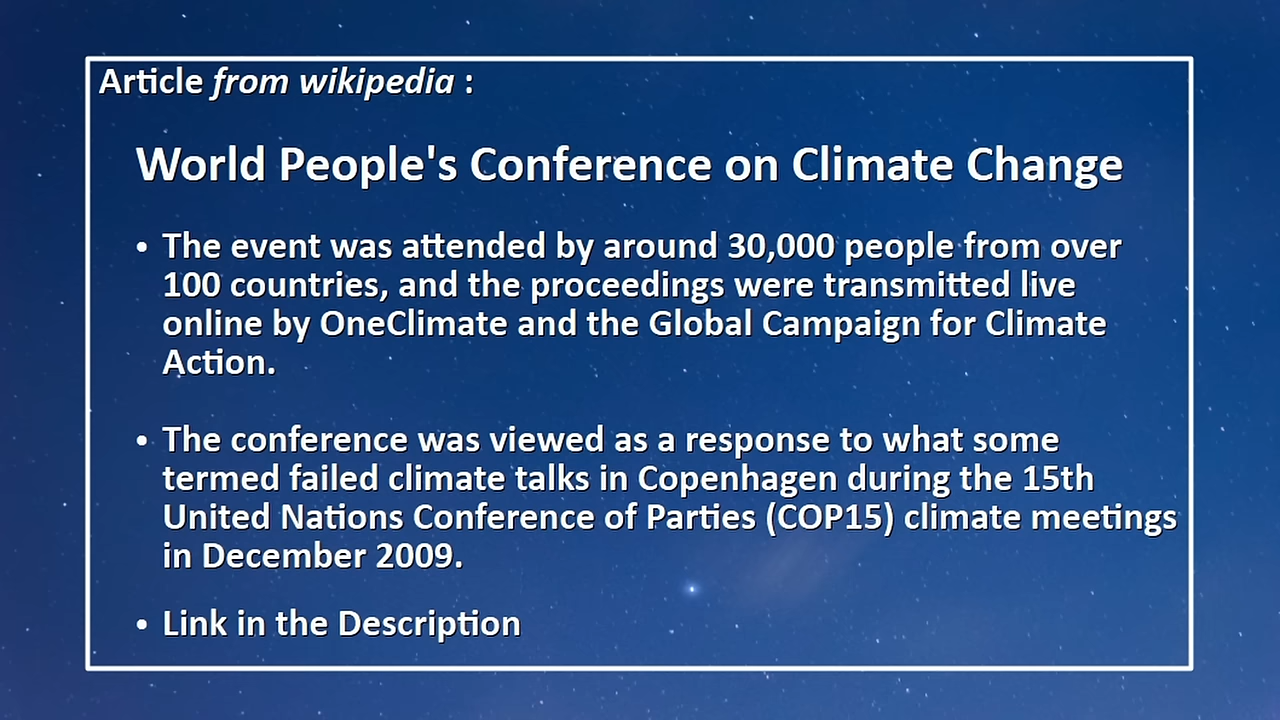 Article from wikipedia :
World People's Conference on Climate Change
• The event was attended by around 30,000 people from over
100 countries, and the proceedings were transmitted live
online by OneClimate and the Global Campaign for Climate
Action.
• The conference was viewed as a response to what some
termed failed climate talks in Copenhagen during the 15th
United Nations Conference of Parties (COP15) climate meetings
in December 2009.
• Link in the Description